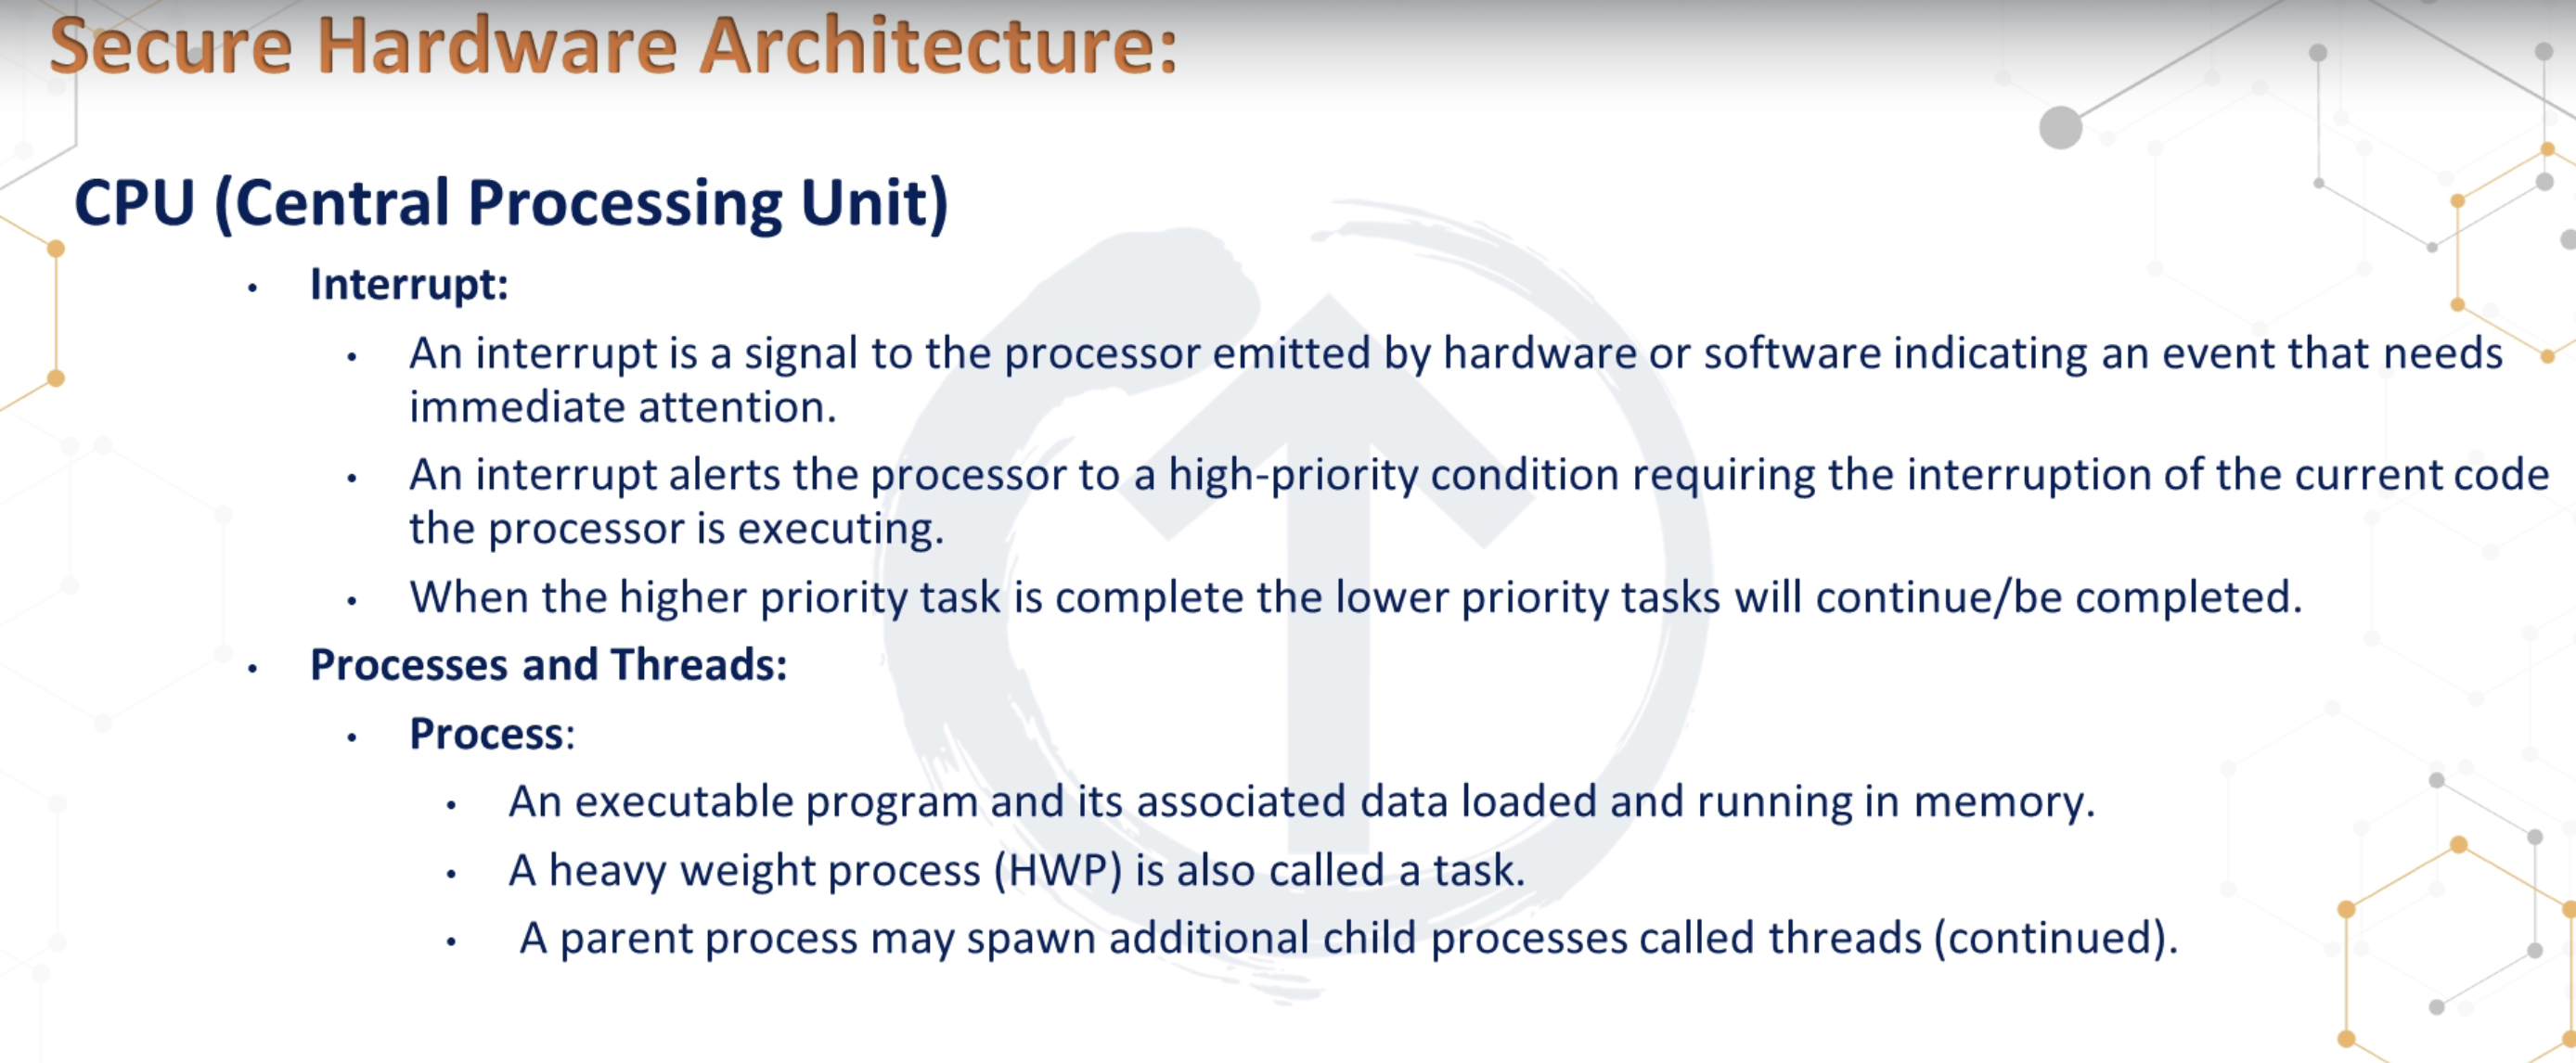 Secure Hardware Architecture:
CPU (Central Processing Unit)
• Interrupt:
• An interrupt is a signal to the processor emitted by hardware or software indicating an event that needs
immediate attention.
• An interrupt alerts the processor to a high-priority condition requiring the interruption of the current code
the processor is executing.
• When the higher priority task is complete the lower priority tasks will continue/be completed.
• Processes and Threads:
• Process:
• An executable program and its associated data loaded and running in memory.
• A heavy weight process (HWP) is also called a task.
• A parent process may spawn additional child processes called threads (continued).